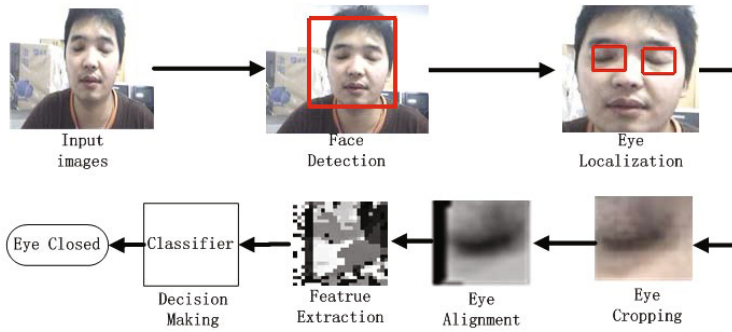 Input
images
Face
Detection
Eye
Localization
Eye Closed
Classifier
Decision
Making
Featrue
Extraction
Eye
Alignment
Eye
Cropping